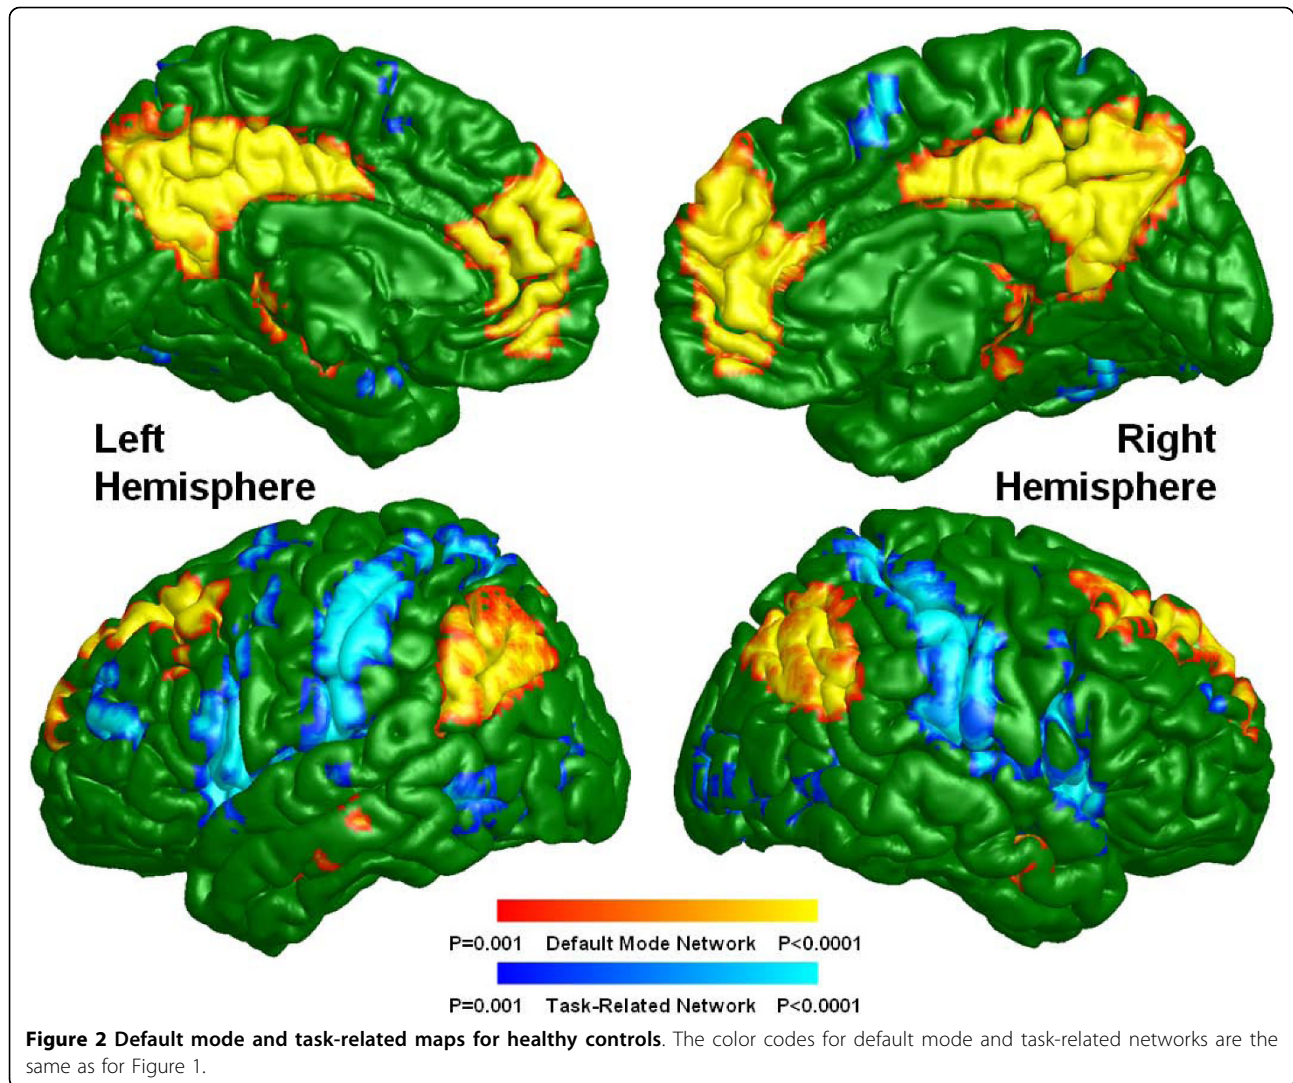 Left
Hemisphere
Right
Hemisphere
P=0.001 Default Mode Network P<0.0001
P=0.001 Task-Related Network P<0.0001
Figure 2 Default mode and task-related maps for healthy controls. The color codes for default mode and task-related networks are the
same as for Figure 1.